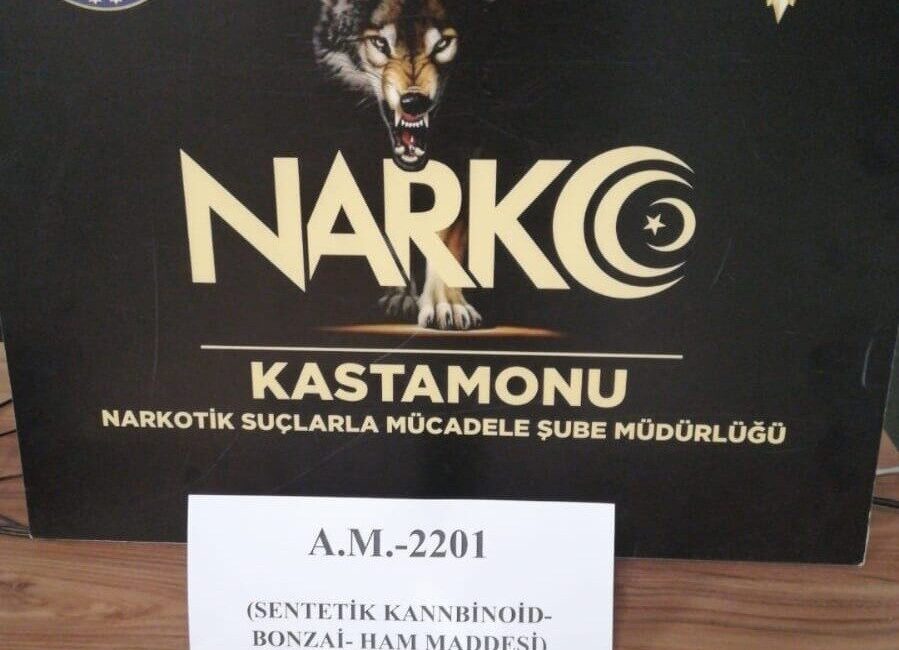 NARKO
KASTAMONU
NARKOTİK SUÇLARLA MÜCADELE ŞUBE MÜDÜRLÜĞÜ
A.M.-2201
(SENTETİK KANNBİNOİD-
BONZAİ- HAM MADDESİ)